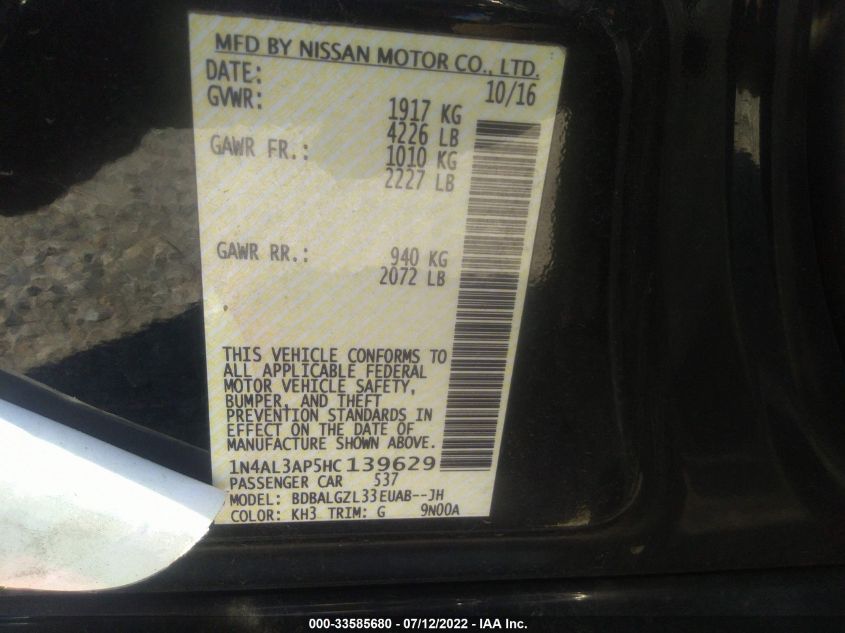 MFD BY NISSAN MOTOR CO., LTD.
DATE: 10/16
GVWR: 1917 KG
4226 LB
GAWR FR.: 1010 KG
2227 LB
GAWR RR.: 940 KG
2072 LB
THIS VEHICLE CONFORMS TO
ALL APPLICABLE FEDERAL
MOTOR VEHICLE SAFETY,
BUMPER, AND THEFT
PREVENTION STANDARDS IN
EFFECT ON THE DATE OF
MANUFACTURE SHOWN ABOVE.
1N4AL3AP5HC139629
PASSENGER CAR 537
MODEL: BDBALGZL33EUAB--JH
COLOR: KH3 TRIM: G 9N00A
000-33585680 - 07/12/2022 - IAA Inc.